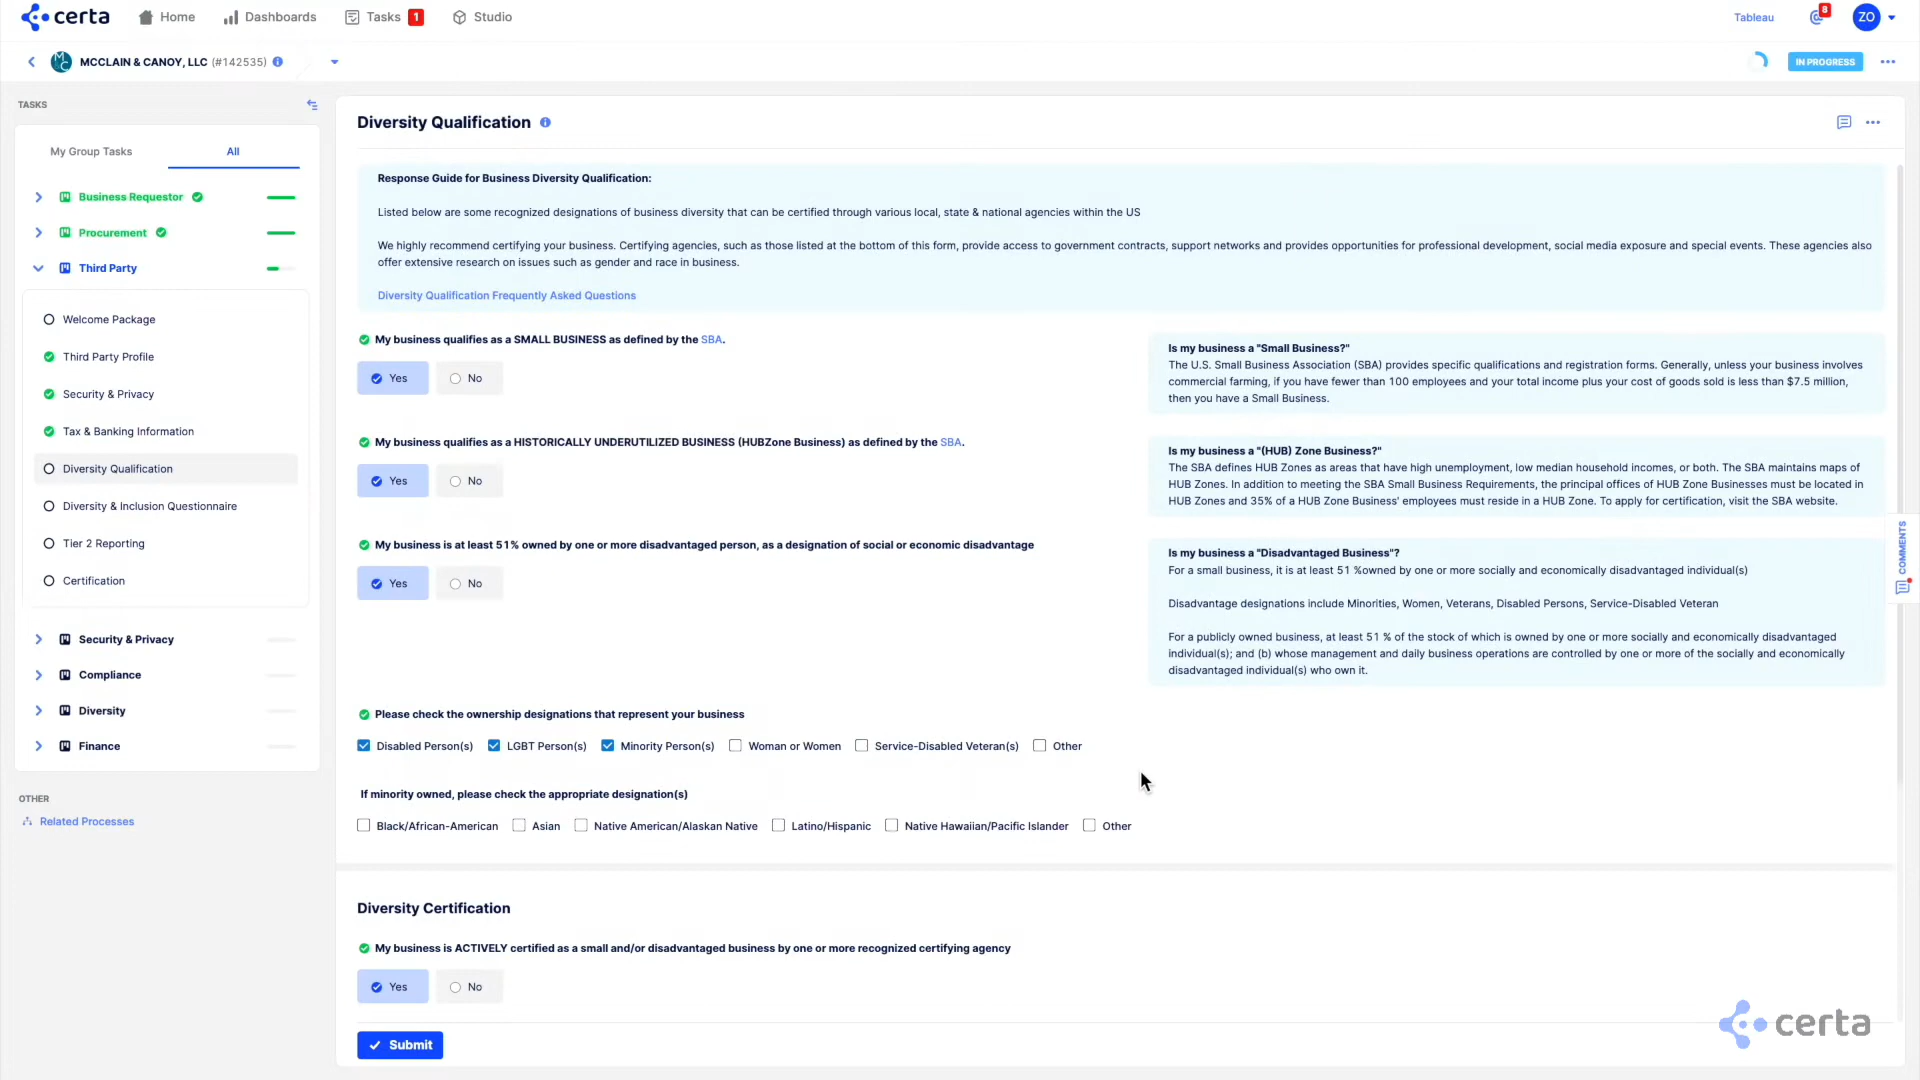 certa
Home
Dashboards
Tasks 1
Studio
Tableau
8
ZO
MC
MCCLAIN & CANOY, LLC (#142535)
IN PROGRESS
TASKS
My Group Tasks
All
Business Requestor
Procurement
Third Party
Welcome Package
Third Party Profile
Security & Privacy
Tax & Banking Information
Diversity Qualification
Diversity & Inclusion Questionnaire
Tier 2 Reporting
Certification
Security & Privacy
Compliance
Diversity
Finance
OTHER
Related Processes
Diversity Qualification
Response Guide for Business Diversity Qualification:
Listed below are some recognized designations of business diversity that can be certified through various local, state & national agencies within the US
We highly recommend certifying your business. Certifying agencies, such as those listed at the bottom of this form, provide access to government contracts, support networks and provides opportunities for professional development, social media exposure and special events. These agencies also
offer extensive research on issues such as gender and race in business.
Diversity Qualification Frequently Asked Questions
My business qualifies as a SMALL BUSINESS as defined by the SBA.
Yes No
Is my business a "Small Business?"
The U.S. Small Business Association (SBA) provides specific qualifications and registration forms. Generally, unless your business involves
commercial farming, if you have fewer than 100 employees and your total income plus your cost of goods sold is less than $7.5 million,
then you have a Small Business.
My business qualifies as a HISTORICALLY UNDERUTILIZED BUSINESS (HUBZone Business) as defined by the SBA.
Yes No
Is my business a "(HUB) Zone Business?"
The SBA defines HUB Zones as areas that have high unemployment, low median household incomes, or both. The SBA maintains maps of
HUB Zones. In addition to meeting the SBA Small Business Requirements, the principal offices of HUB Zone Businesses must be located in
HUB Zones and 35% of a HUB Zone Business' employees must reside in a HUB Zone. To apply for certification, visit the SBA website.
My business is at least 51% owned by one or more disadvantaged person, as a designation of social or economic disadvantage
Yes No
Is my business a "Disadvantaged Business"?
For a small business, it is at least 51 %owned by one or more socially and economically disadvantaged individual(s)
Disadvantage designations include Minorities, Women, Veterans, Disabled Persons, Service-Disabled Veteran
For a publicly owned business, at least 51 % of the stock of which is owned by one or more socially and economically disadvantaged
individual(s); and (b) whose management and daily business operations are controlled by one or more of the socially and economically
disadvantaged individual(s) who own it.
Please check the ownership designations that represent your business
Disabled Person(s) LGBT Person(s) Minority Person(s) Woman or Women Service-Disabled Veteran(s) Other
If minority owned, please check the appropriate designation(s)
Black/African-American Asian Native American/Alaskan Native Latino/Hispanic Native Hawaiian/Pacific Islander Other
Diversity Certification
My business is ACTIVELY certified as a small and/or disadvantaged business by one or more recognized certifying agency
Yes No
Submit
COMMENTS
certa